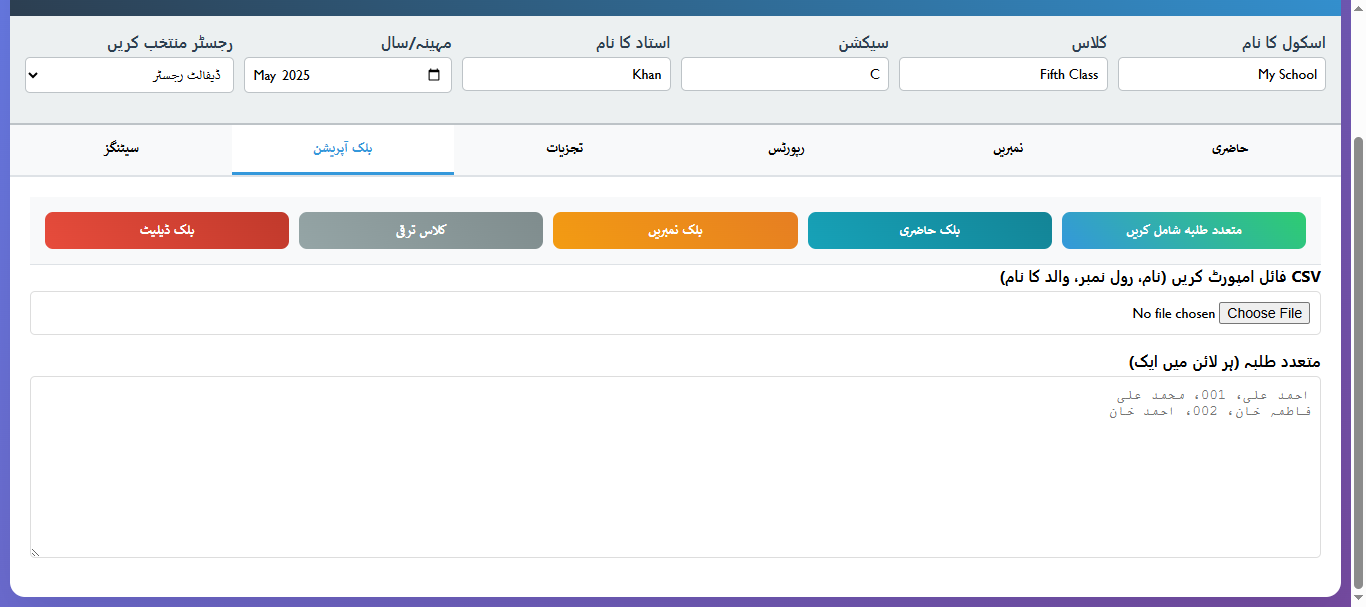 اسکول کا نام
کلاس
سیکشن
استاد کا نام
مہینہ/سال
رجسٹر منتخب کریں
My School
Fifth Class
C
Khan
May 2025
ڈیفالٹ رجسٹر
حاضری
نمبریں
رپورٹس
تجزیات
بلک آپریشن
سیٹنگز
متعدد طلبہ شامل کریں
بلک حاضری
بلک نمبریں
کلاس ترقی
بلک ڈیلیٹ
CSV فائل امپورٹ کریں (نام، رول نمبر، والد کا نام)
Choose File No file chosen
متعدد طلبہ (ہر لائن میں ایک)
احمد علی، 001، محمد علی
فاطمہ خان، 002، احمد خان